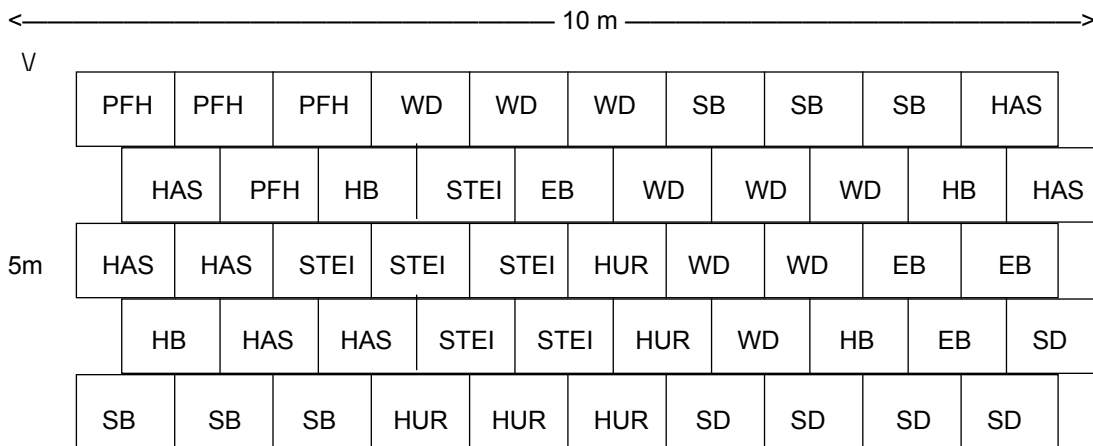 10 m
\/
PFH PFH PFH WD WD WD SB SB SB HAS
HAS PFH HB STEI EB WD WD WD HB HAS
5m HAS HAS STEI STEI STEI HUR WD WD EB EB
HB HAS HAS STEI STEI HUR WD HB EB SD
SB SB SB HUR HUR HUR SD SD SD SD